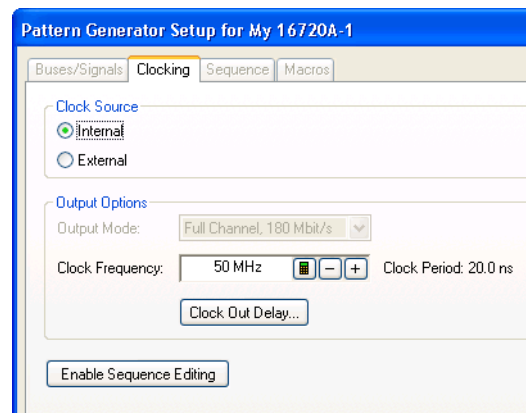 Pattern Generator Setup for My 16720A-1
Buses/Signals Clocking Sequence Macros
Clock Source
Internal
External
Output Options
Output Mode: Full Channel, 180 Mbit/s
Clock Frequency: 50 MHz - + Clock Period: 20.0 ns
Clock Out Delay...
Enable Sequence Editing